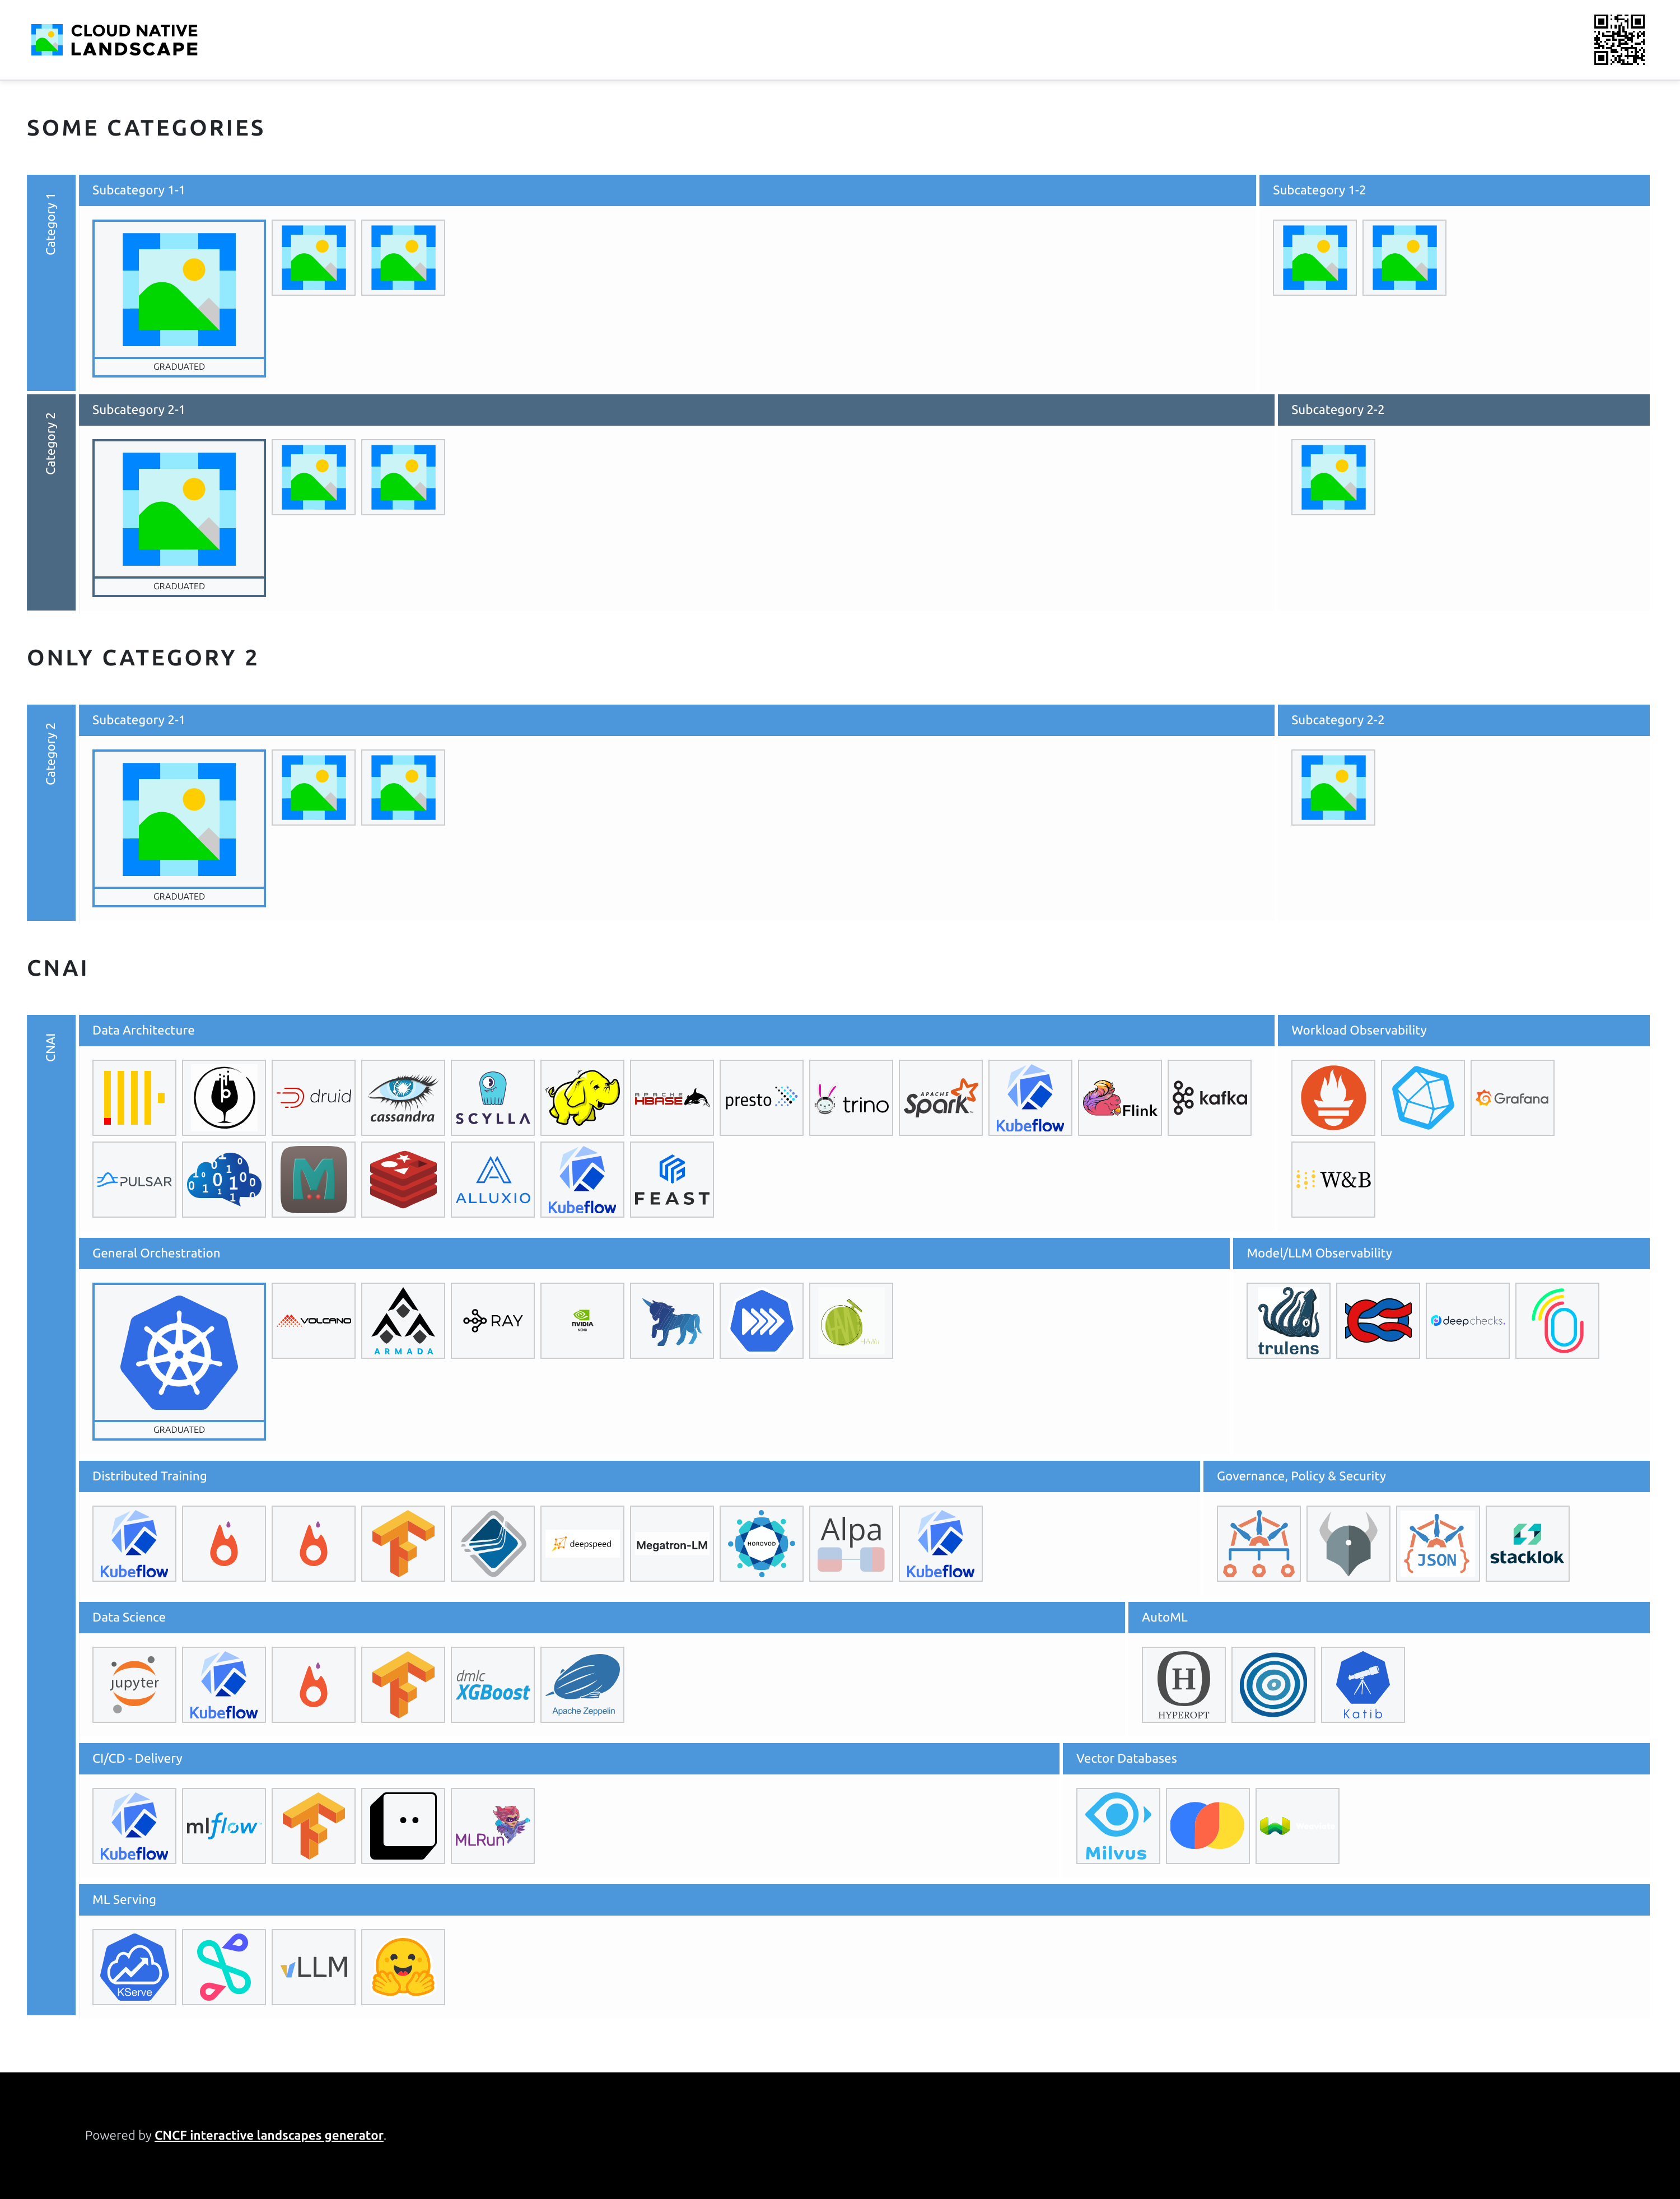 CLOUD NATIVE
LANDSCAPE
SOME CATEGORIES
Category 1
Subcategory 1-1
Subcategory 1-2
GRADUATED
Category 2
Subcategory 2-1
Subcategory 2-2
GRADUATED
ONLY CATEGORY 2
Category 2
Subcategory 2-1
Subcategory 2-2
GRADUATED
CNAI
CNAI
Data Architecture
Workload Observability
druid
cassandra
SCYLLA
APACHE
HBASE
presto
trino
APACHE
Spark
Kubeflow
Flink
kafka
Grafana
PULSAR
ALLUXIO
Kubeflow
FEAST
W&B
General Orchestration
Model/LLM Observability
VOLCANO
ARMADA
RAY
NVIDIA
trulens
deepchecks.
GRADUATED
Distributed Training
Governance, Policy & Security
Kubeflow
deepspeed
Megatron-LM
HOROVOD
Alpa
Kubeflow
{JSON}
stacklok
Data Science
AutoML
jupyter
Kubeflow
dmlc
XGBoost
Apache Zeppelin
H
HYPEROPT
Katib
CI/CD - Delivery
Vector Databases
Kubeflow
mlflow
MLRun
Milvus
ML Serving
KServe
vLLM
Powered by CNCF interactive landscapes generator.